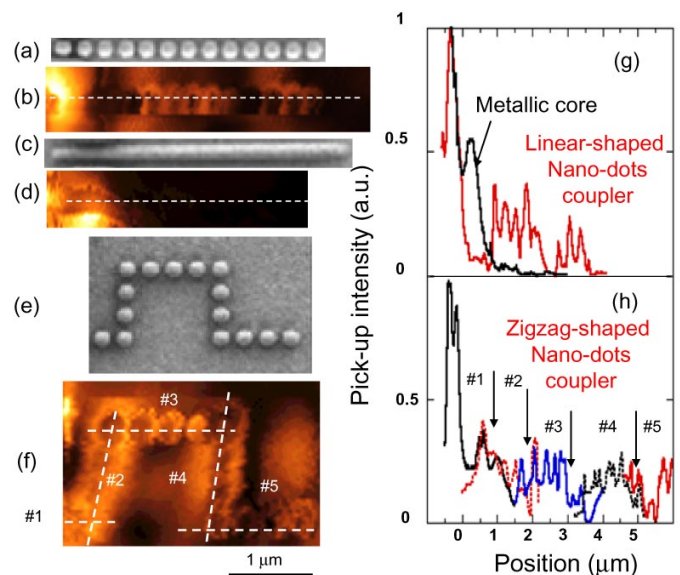 (a)
(b)
(c)
(d)
(e)
(f)
#3
#2
#4
#5
#1
1 μm
Pick-up intensity (a.u.)
1
(g)
Metallic core
0.5
Linear-shaped
Nano-dots
coupler
0
(h)
Zigzag-shaped
Nano-dots
coupler
#1
#2
#3
#4
#5
0.5
0
0
1
2
3
4
5
Position (μm)